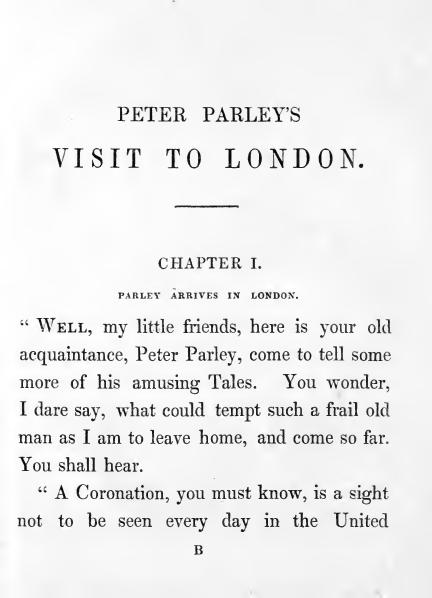 PETER PARLEY'S
VISIT TO LONDON.
CHAPTER I.
PARLEY ARRIVES IN LONDON.
“ WELL, my little friends, here is your old
acquaintance, Peter Parley, come to tell some
more of his amusing Tales. You wonder,
I dare say, what could tempt such a frail old
man as I am to leave home, and come so far.
You shall hear.
“ A Coronation, you must know, is a sight
not to be seen every day in the United
B